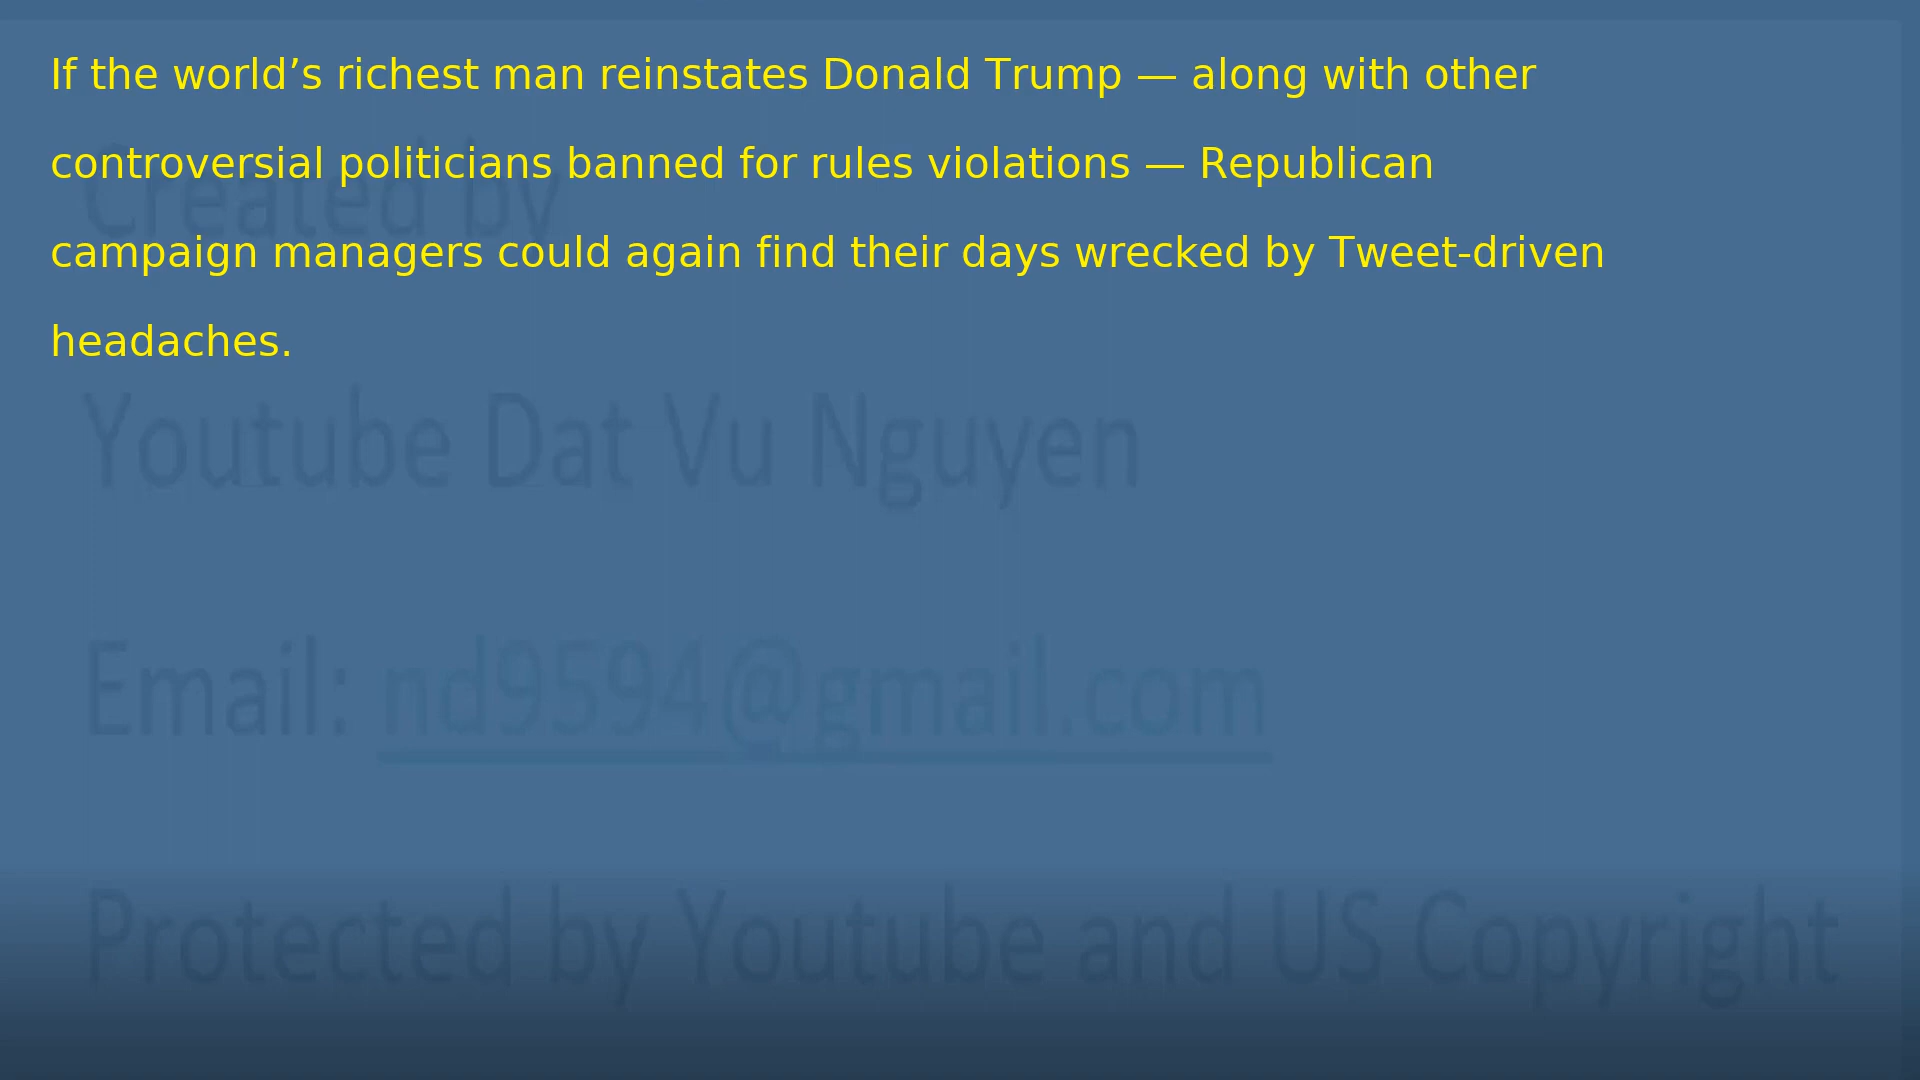 If the world’s richest man reinstates Donald Trump — along with other
Created by
controversial politicians banned for rules violations — Republican
campaign managers could again find their days wrecked by Tweet-driven
headaches.
Youtube Dat Vu Nguyen
Email: nd9594@gmail.com
Protected by Youtube and US Copyright